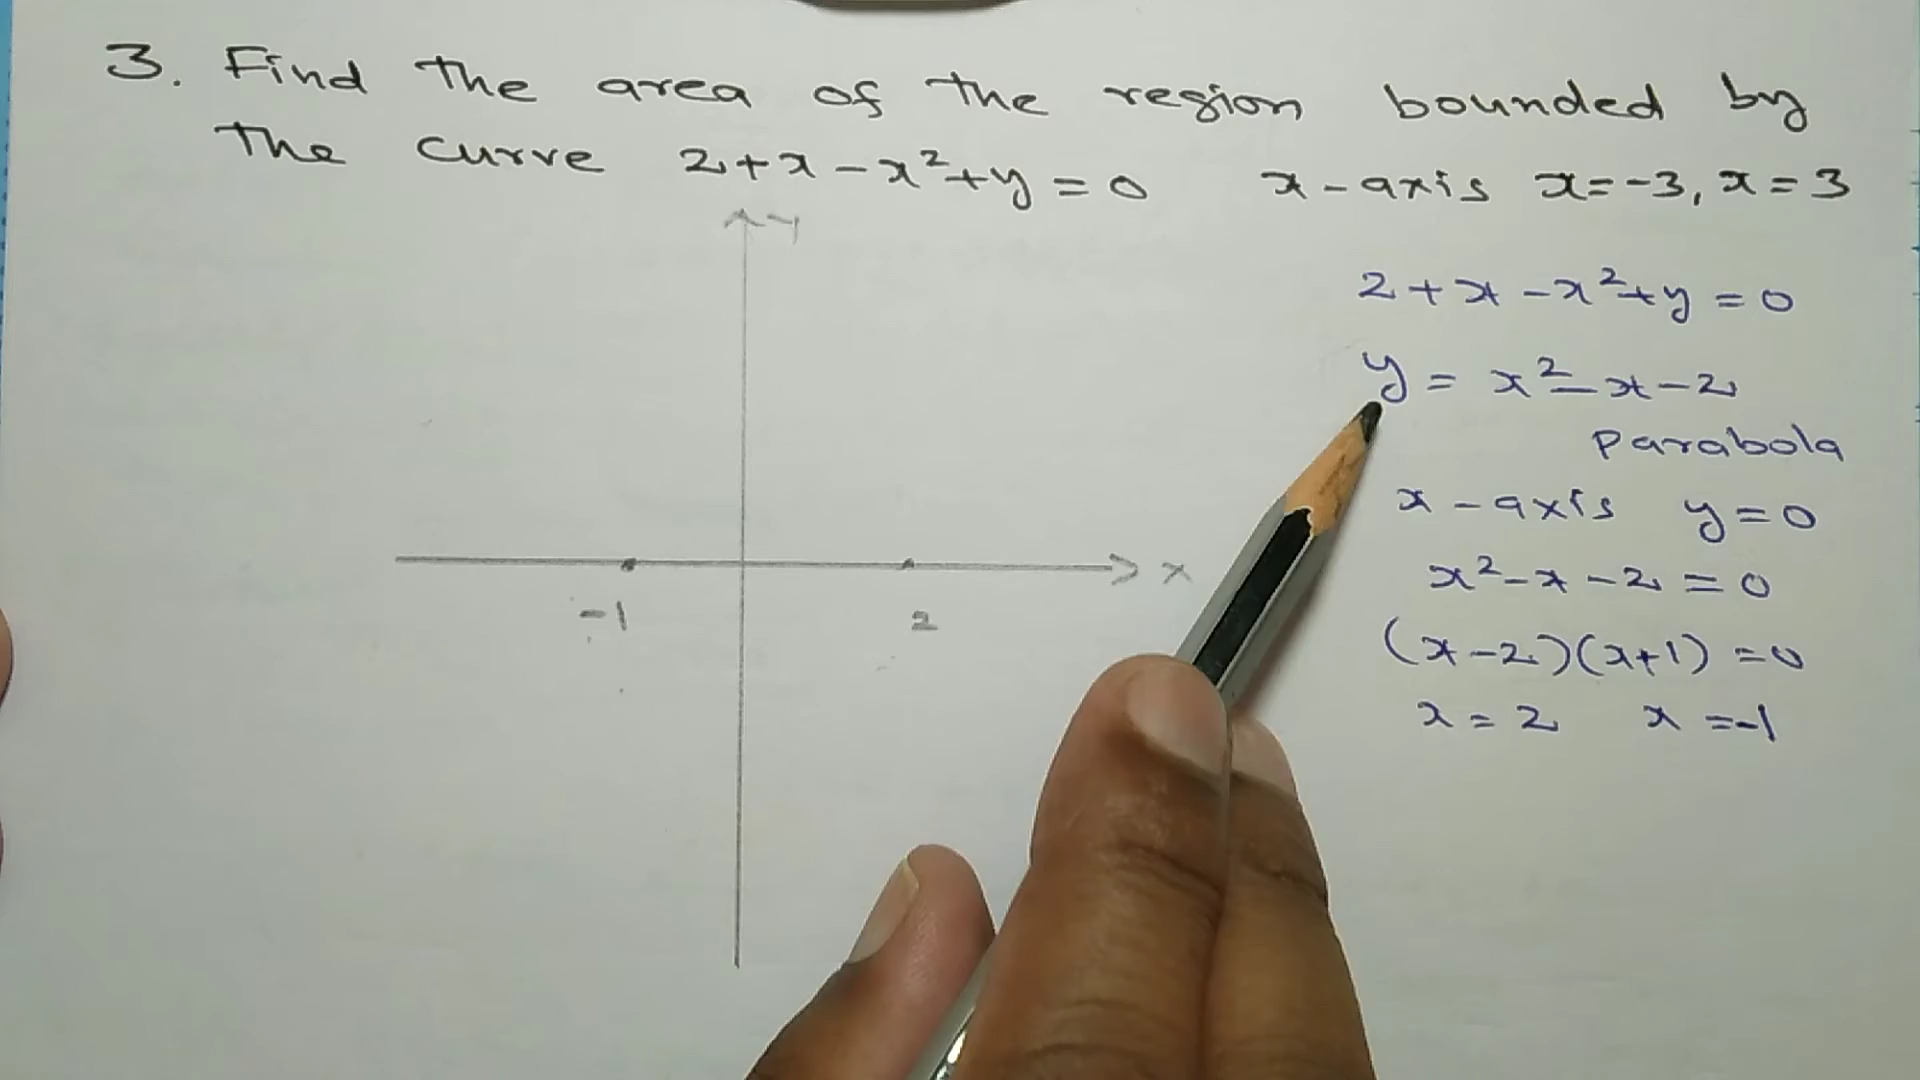 3. Find the area of the region bounded by
the curve 2+x-x²+y=0 x-axis x=-3, x=3
Y
2+x-x²+y=0
y=x²-x-2
Parabola
x-axis y=0
x²-x-2=0
(x-2)(x+1)=0
x=2 x=-1
X
-1 2